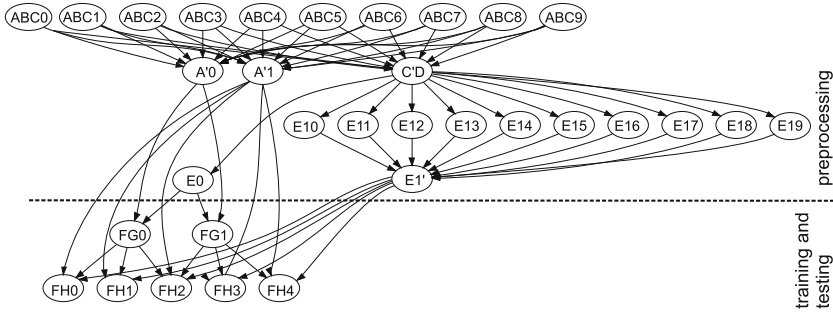 ABC0 ABC1 ABC2 ABC3 ABC4 ABC5 ABC6 ABC7 ABC8 ABC9
A'0 A'1 C'D
E10 E11 E12 E13 E14 E15 E16 E17 E18 E19
preprocessing
E0 E1'
FG0 FG1
training and
testing
FH0 FH1 FH2 FH3 FH4